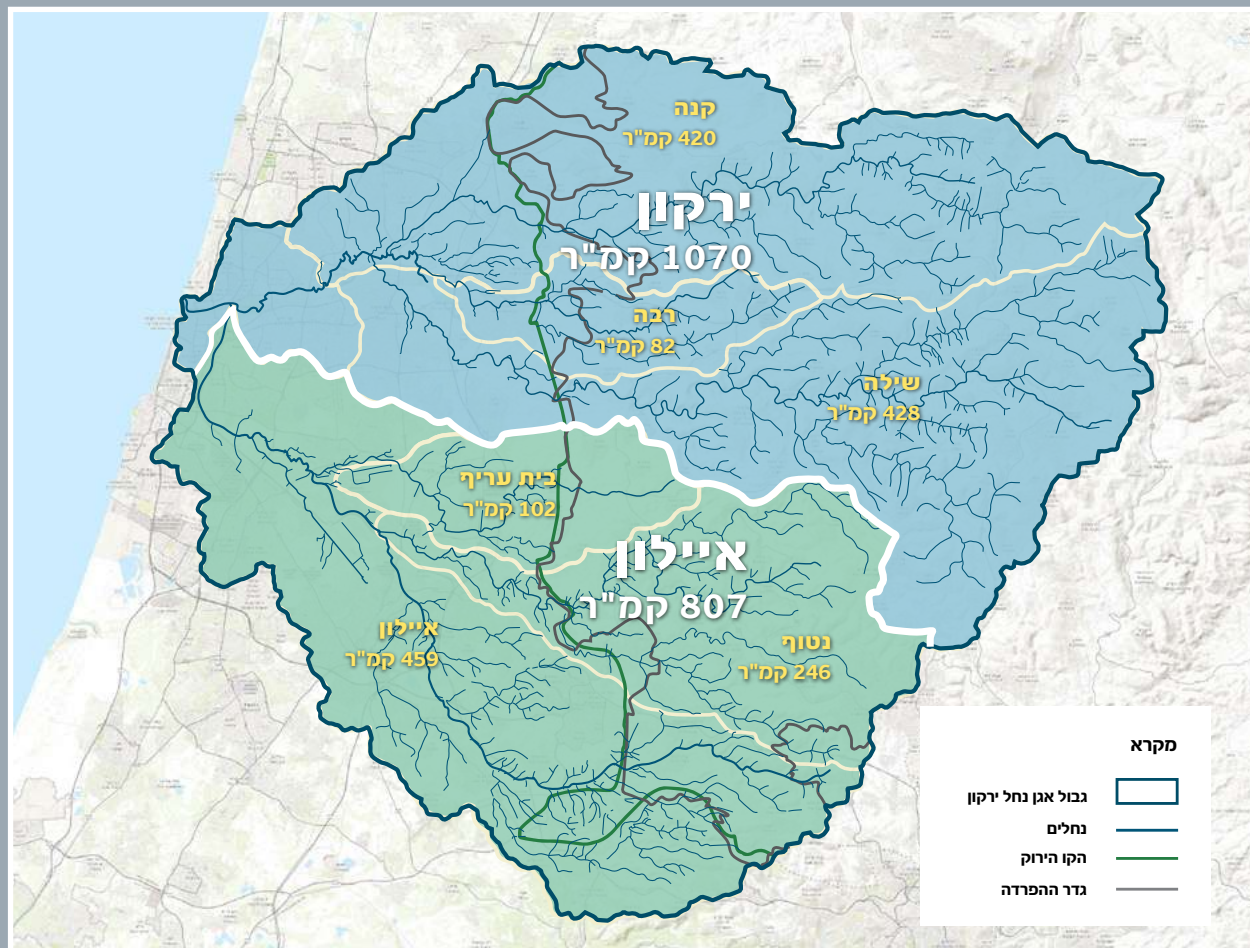 קנה
420 קמ"ר
ירקון
1070 קמ"ר
רבה
82 קמ"ר
שילה
428 קמ"ר
בית עריף
102 קמ"ר
איילון
807 קמ"ר
איילון
459 קמ"ר
נטוף
246 קמ"ר
מקרא
גבול אגן נחל ירקון
נחלים
הקו הירוק
גדר ההפרדה